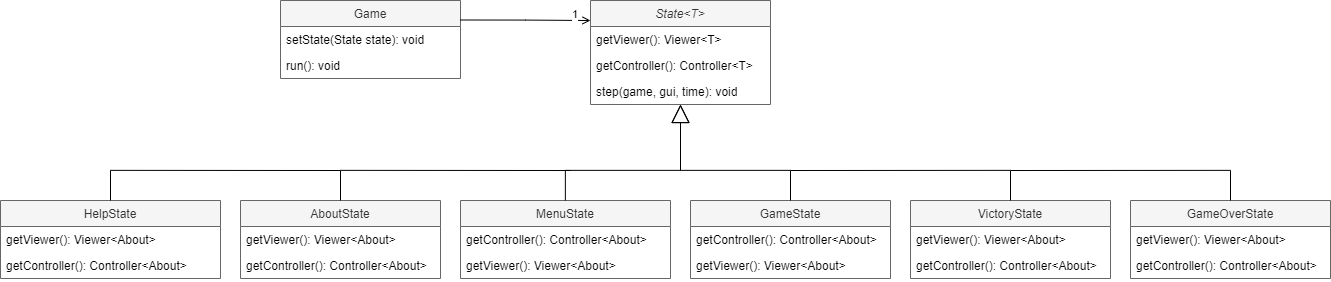 Game
setState(State state): void
run(): void
1
State<T>
getViewer(): Viewer<T>
getController(): Controller<T>
step(game, gui, time): void
HelpState
getViewer(): Viewer<About>
getController(): Controller<About>
AboutState
getViewer(): Viewer<About>
getController(): Controller<About>
MenuState
getController(): Controller<About>
getViewer(): Viewer<About>
GameState
getController(): Controller<About>
getViewer(): Viewer<About>
VictoryState
getViewer(): Viewer<About>
getController(): Controller<About>
GameOverState
getViewer(): Viewer<About>
getController(): Controller<About>